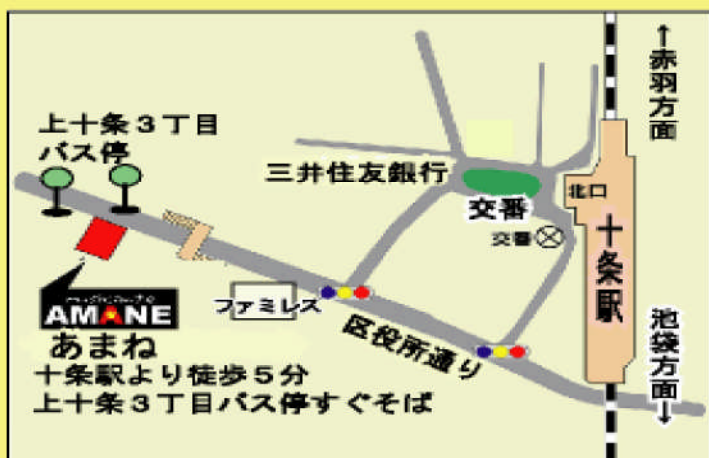 ↑赤羽方面
上十条３丁目
バス停
三井住友銀行
北口
交番
交番
十条駅
ファミレス
区役所通り
池袋方面↓
AMANE
あまね
十条駅より徒歩５分
上十条３丁目バス停すぐそば